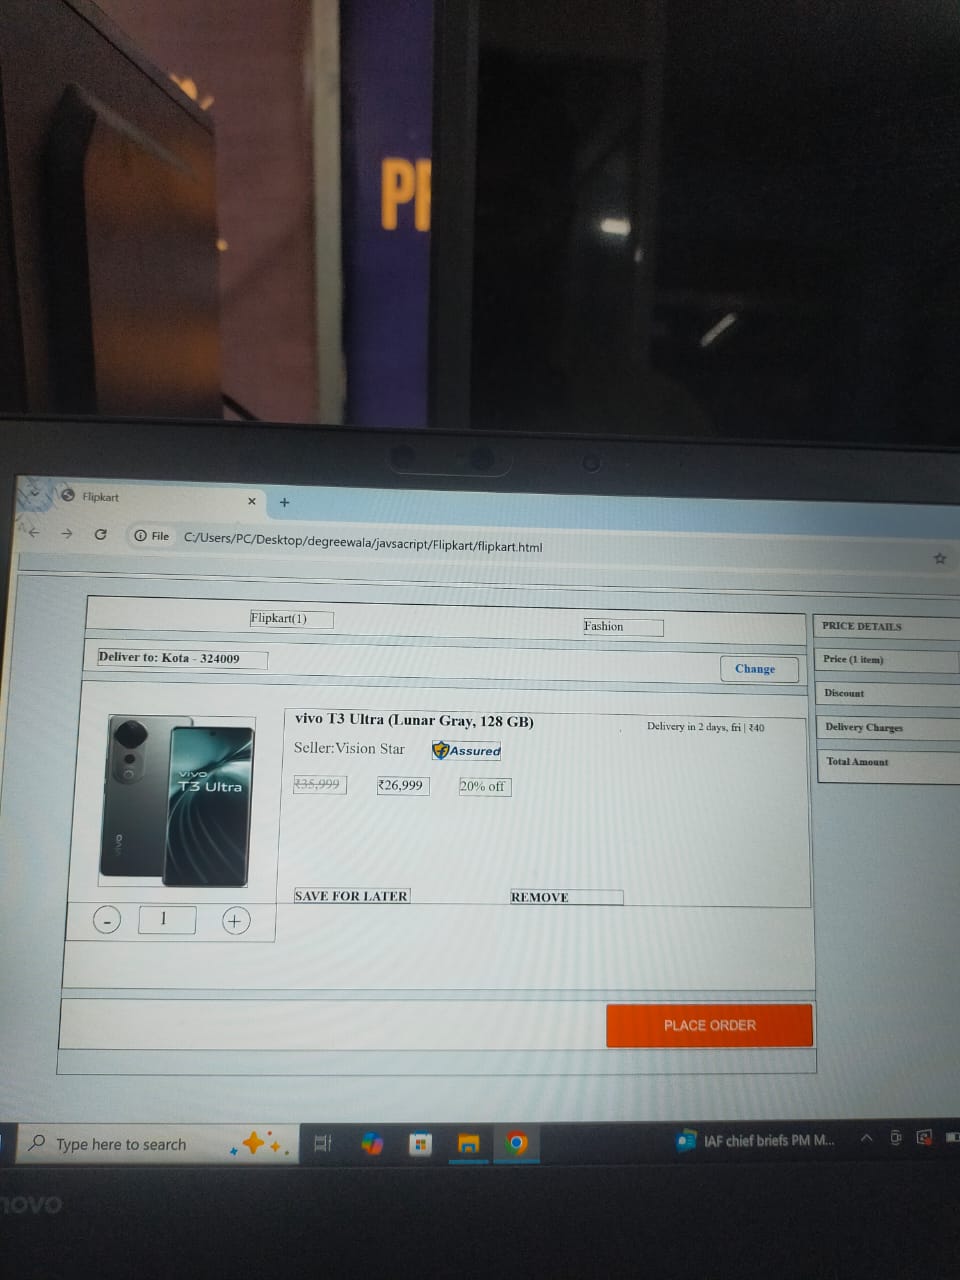 PR
Flipkart
File C:/Users/PC/Desktop/degreewala/javsacript/Flipkart/flipkart.html
Flipkart(1) Fashion
Deliver to: Kota - 324009 Change
vivo T3 Ultra (Lunar Gray, 128 GB) Delivery in 2 days, fri | ₹40
Seller:Vision Star Assured
₹35,999 ₹26,999 20% off
vivo
T3 Ultra
vivo
SAVE FOR LATER REMOVE
- 1 +
PLACE ORDER
PRICE DETAILS
Price (1 item)
Discount
Delivery Charges
Total Amount
Type here to search
IAF chief briefs PM M...
novo